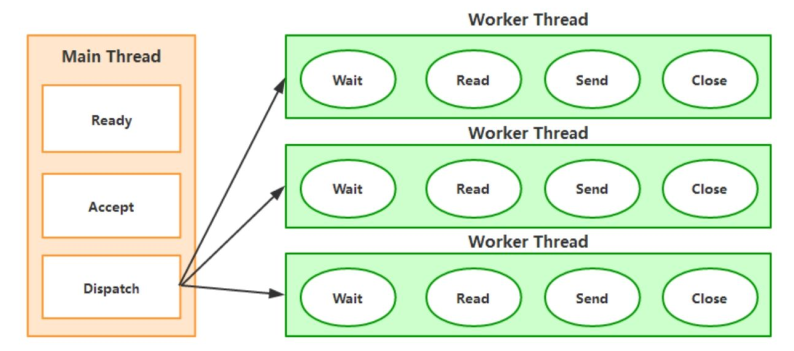 Main Thread
Ready
Accept
Dispatch
Worker Thread
Wait Read Send Close
Worker Thread
Wait Read Send Close
Worker Thread
Wait Read Send Close